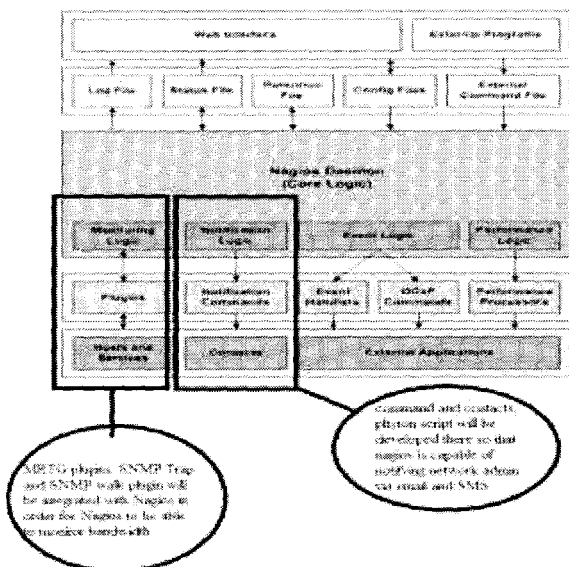 Web Interface
External Programs
Log File
Status File
Retention File
Config Files
External Command File
Nagios Daemon
(Core Logic)
Monitoring Logic
Notification Logic
Event Logic
Performance Logic
Plugins
Notification Commands
Event Handlers
OCSP Commands
Performance Processors
Hosts and Services
Contacts
External Applications
MRTG plugins, SNMP Trap
and SNMP walk plugin will
be integrated with Nagios in
order for Nagios to be able
to monitor bandwidth
command and contacts,
phyton script will be
developed there so that
nagios is capable of
notifying network admin
via email and SMS